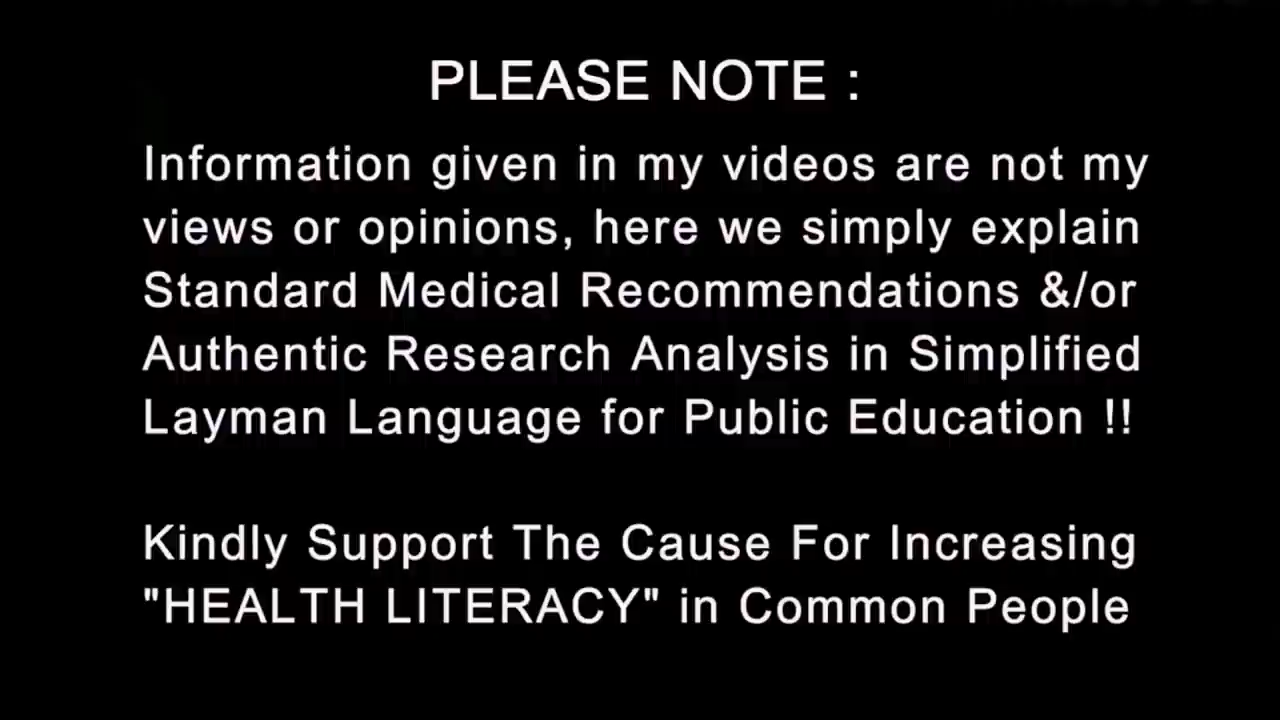 PLEASE NOTE :
Information given in my videos are not my
views or opinions, here we simply explain
Standard Medical Recommendations &/or
Authentic Research Analysis in Simplified
Layman Language for Public Education !!
Kindly Support The Cause For Increasing
"HEALTH LITERACY" in Common People